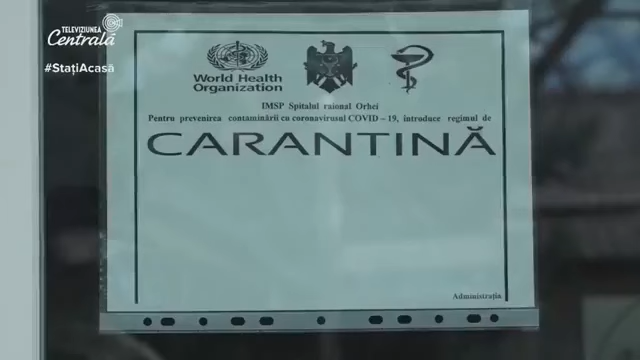 TELEVIZIUNEA
Centrală
#StațiAcasă
World Health
Organization
IMSP Spitalul raional Orhei
Pentru prevenirea contaminării cu coronavirusul COVID – 19, introduce regimul de
CARANTINĂ
Administrația